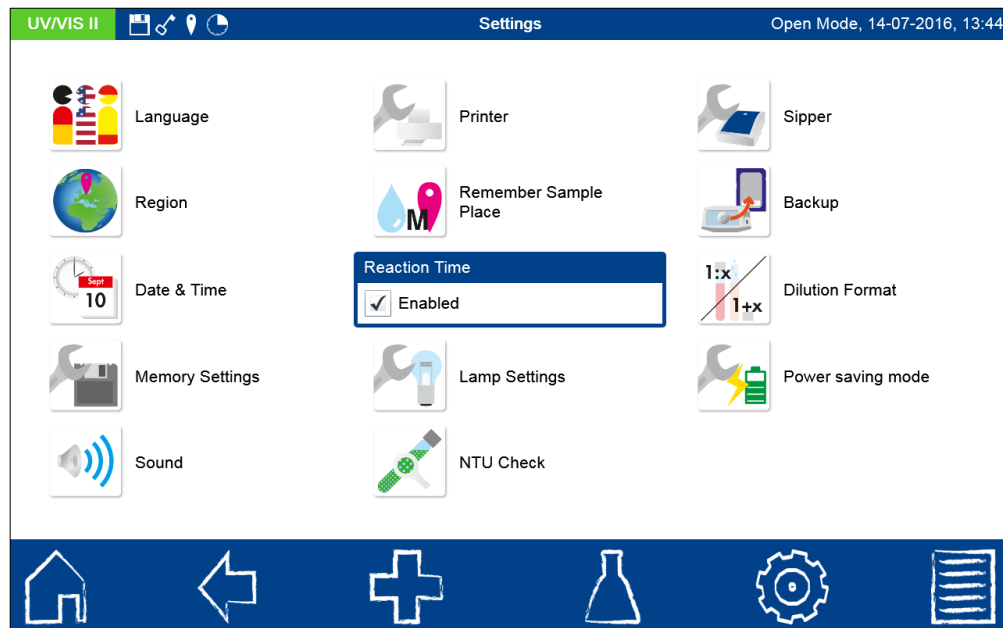 UV/VIS II
Settings
Open Mode, 14-07-2016, 13:44
Language
Printer
Sipper
Region
Remember Sample
Place
M
Backup
Sept
10
Date & Time
Reaction Time
Enabled
1:x
1+x
Dilution Format
Memory Settings
Lamp Settings
Power saving mode
Sound
NTU Check